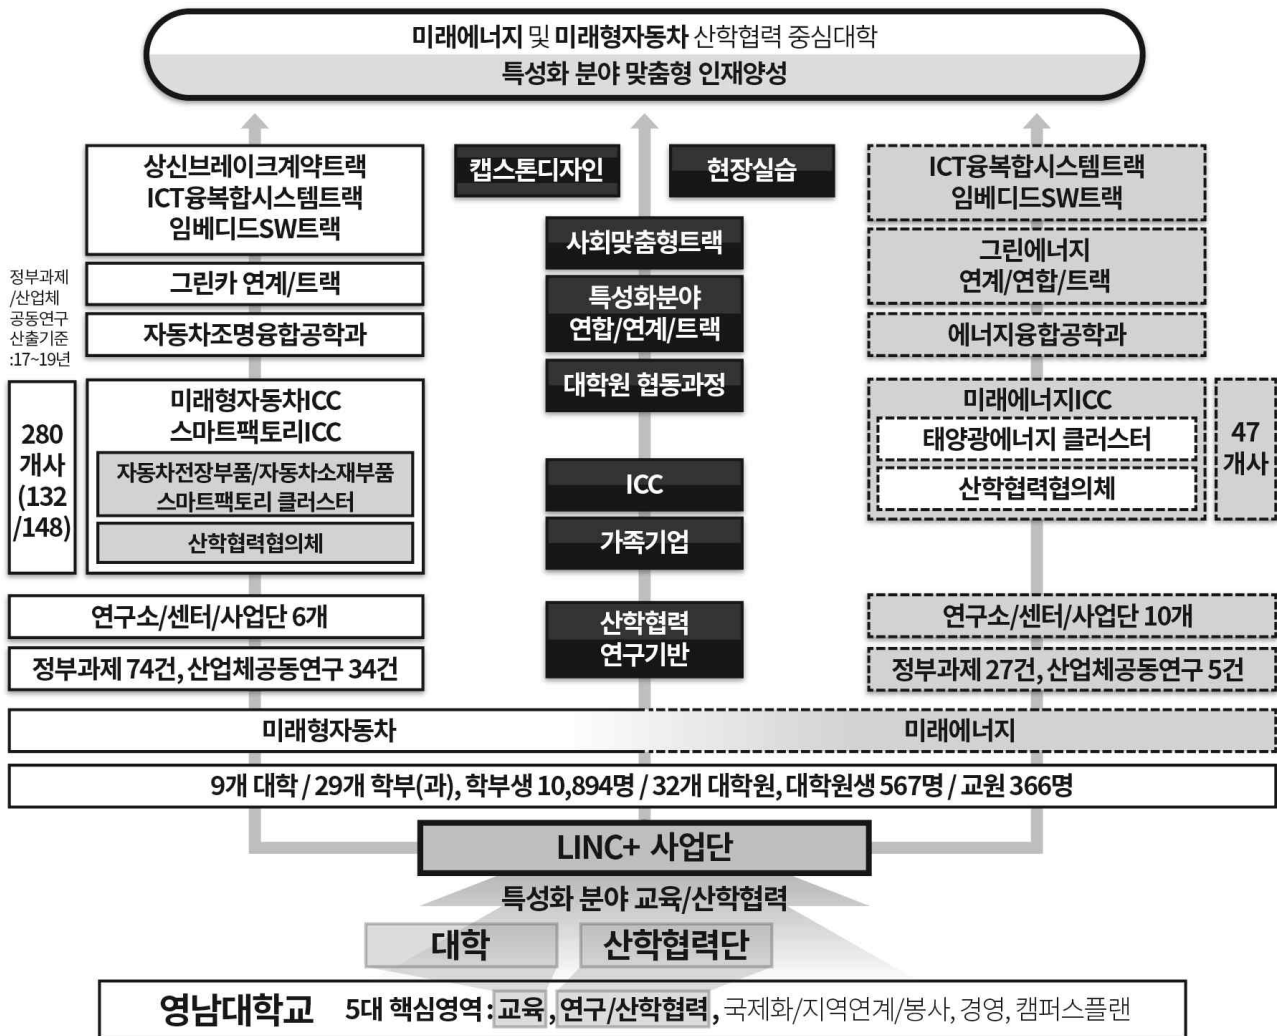 미래에너지 및 미래형자동차 산학협력 중심대학
특성화 분야 맞춤형 인재양성
상신브레이크계약트랙
ICT융복합시스템트랙
임베디드SW트랙
그린카 연계/트랙
자동차조명융합공학과
정부과제
/산업체
공동연구
산출기준
:17~19년
280
개사
(132
/148)
미래형자동차ICC
스마트팩토리ICC
자동차전장부품/자동차소재부품
스마트팩토리 클러스터
산학협력협의체
연구소/센터/사업단 6개
정부과제 74건, 산업체공동연구 34건
캡스톤디자인
현장실습
사회맞춤형트랙
특성화분야
연합/연계/트랙
대학원 협동과정
ICC
가족기업
산학협력
연구기반
ICT융복합시스템트랙
임베디드SW트랙
그린에너지
연계/연합/트랙
에너지융합공학과
미래에너지ICC
태양광에너지 클러스터
산학협력협의체
47
개사
연구소/센터/사업단 10개
정부과제 27건, 산업체공동연구 5건
미래형자동차
미래에너지
9개 대학 / 29개 학부(과), 학부생 10,894명 / 32개 대학원, 대학원생 567명 / 교원 366명
LINC+ 사업단
특성화 분야 교육/산학협력
대학
산학협력단
영남대학교 5대 핵심영역 : 교육, 연구/산학협력, 국제화/지역연계/봉사, 경영, 캠퍼스플랜